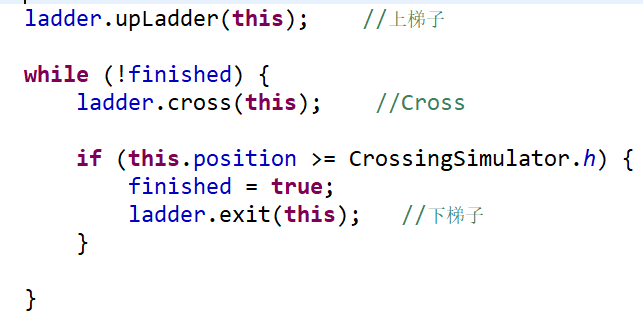 ladder.upLadder(this);    //上梯子
while (!finished) {
    ladder.cross(this);    //Cross
    if (this.position >= CrossingSimulator.h) {
        finished = true;
        ladder.exit(this);   //下梯子
    }
}